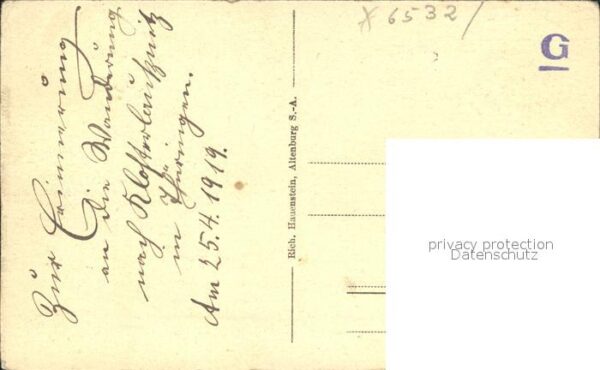 Zur Erinnerung
an die Wanderung
nach Klosterlausnitz
in Thüringen.
Am 25.4.1919.
Rich. Hauenstein, Altenburg S.-A.
6532
G
privacy protection
Datenschutz